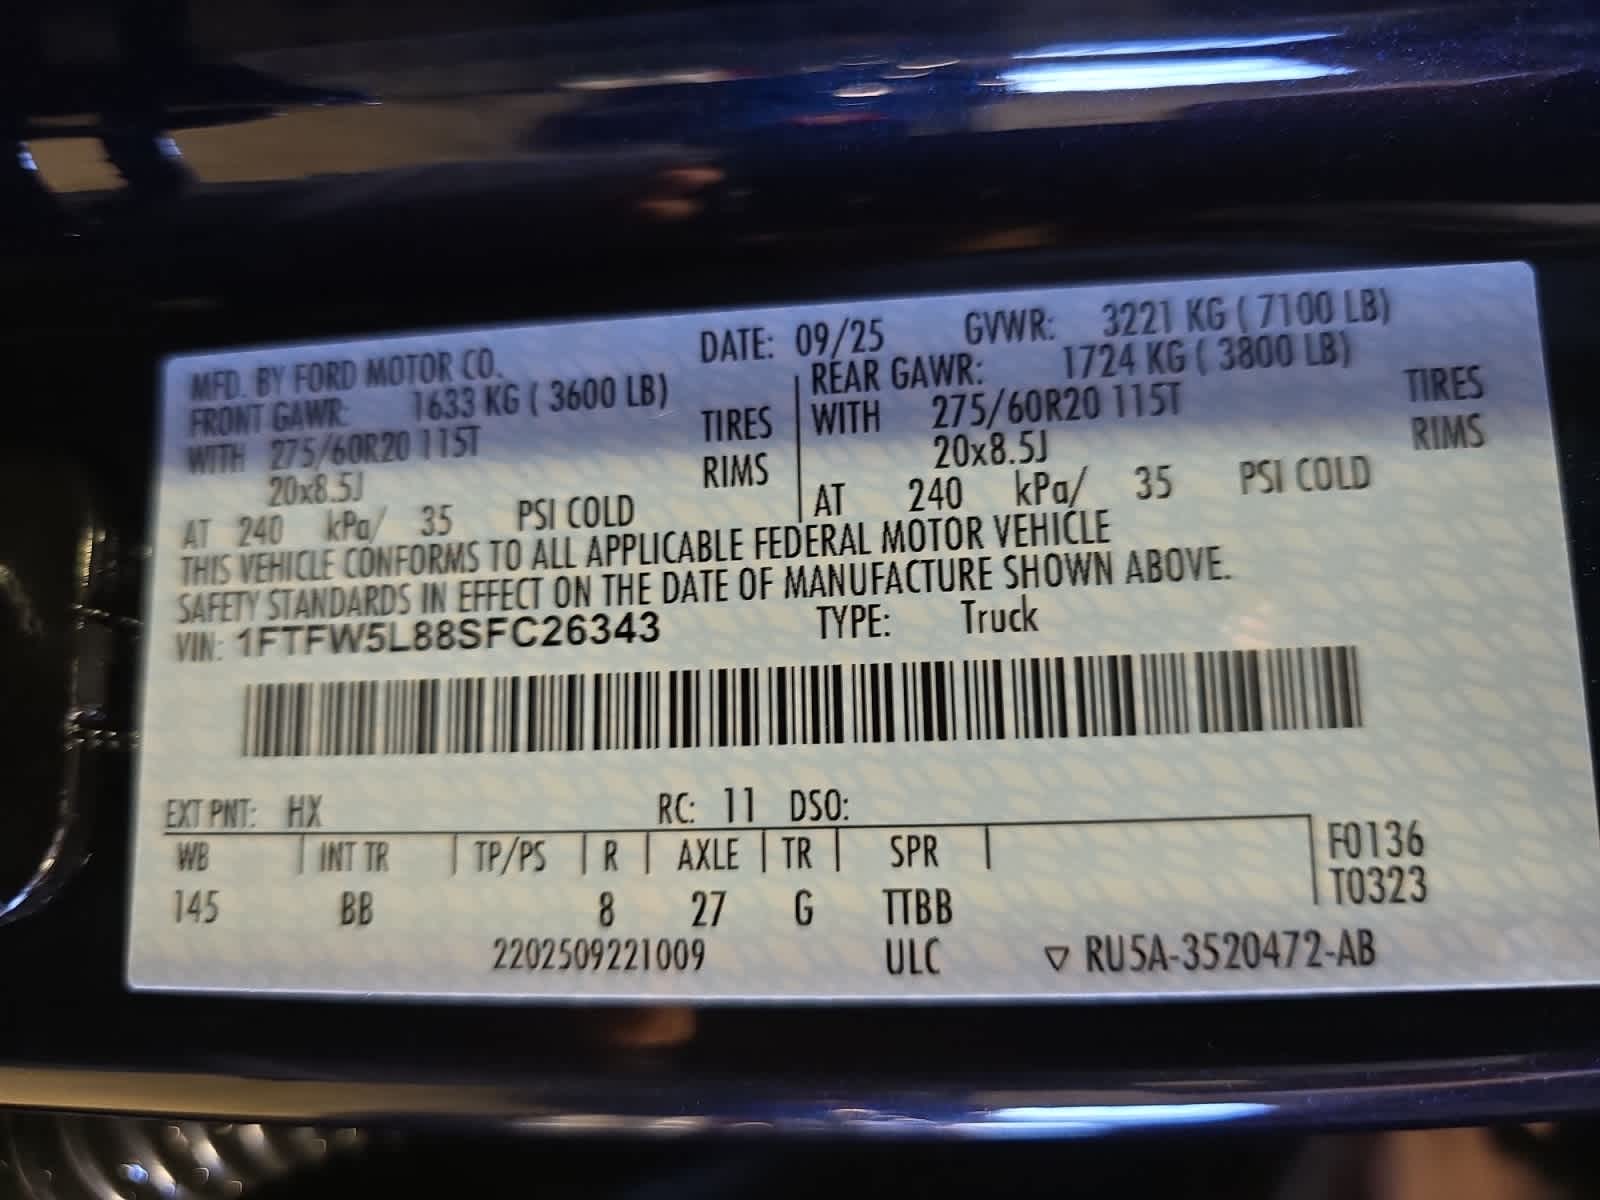 MFD. BY FORD MOTOR CO. DATE: 09/25 GVWR: 3221 KG ( 7100 LB)
FRONT GAWR: 1633 KG ( 3600 LB) REAR GAWR: 1724 KG ( 3800 LB)
WITH 275/60R20 115T TIRES WITH 275/60R20 115T TIRES
20x8.5J RIMS 20x8.5J RIMS
AT 240 kPa/ 35 PSI COLD AT 240 kPa/ 35 PSI COLD
THIS VEHICLE CONFORMS TO ALL APPLICABLE FEDERAL MOTOR VEHICLE
SAFETY STANDARDS IN EFFECT ON THE DATE OF MANUFACTURE SHOWN ABOVE.
VIN: 1FTFW5L88SFC26343 TYPE: Truck
EXT PNT: HX RC: 11 DSO:
WB INT TR TP/PS R AXLE TR SPR F0136
145 BB 8 27 G TTBB T0323
2202509221009 ULC ▽ RU5A-3520472-AB